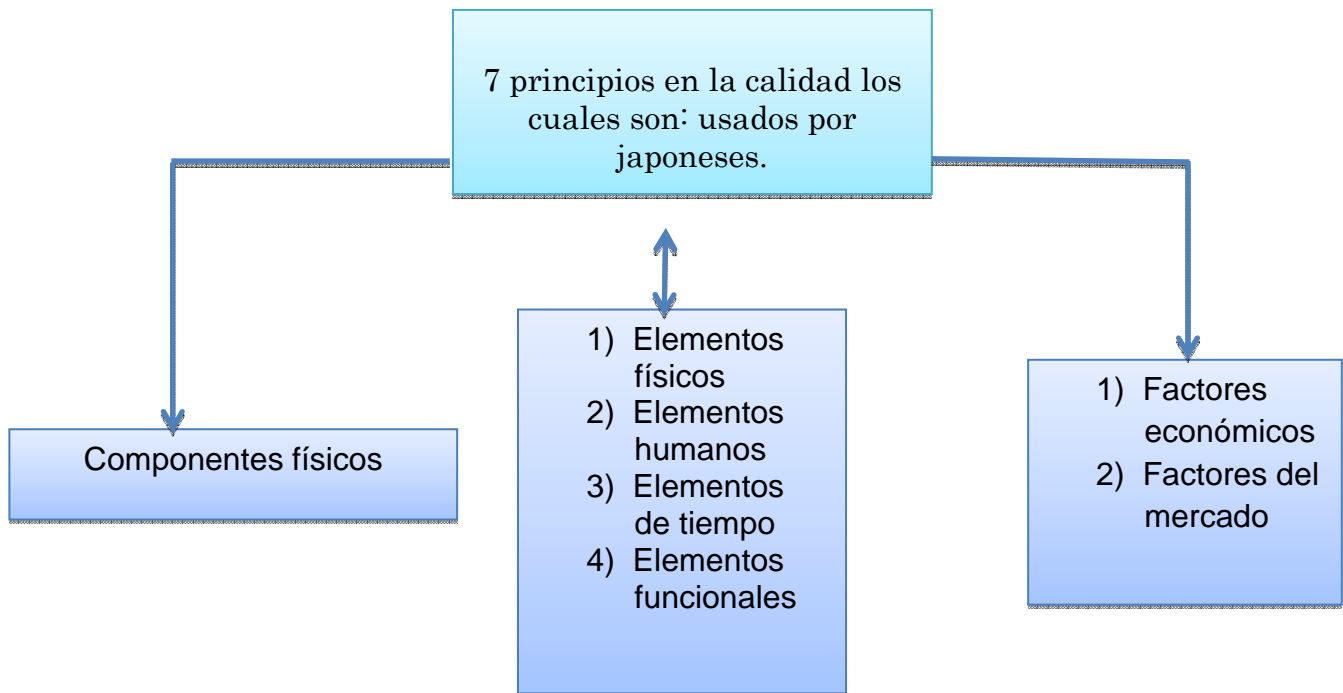 7 principios en la calidad los
cuales son: usados por
japoneses.
Componentes físicos
1) Elementos
físicos
2) Elementos
humanos
3) Elementos
de tiempo
4) Elementos
funcionales
1) Factores
económicos
2) Factores del
mercado